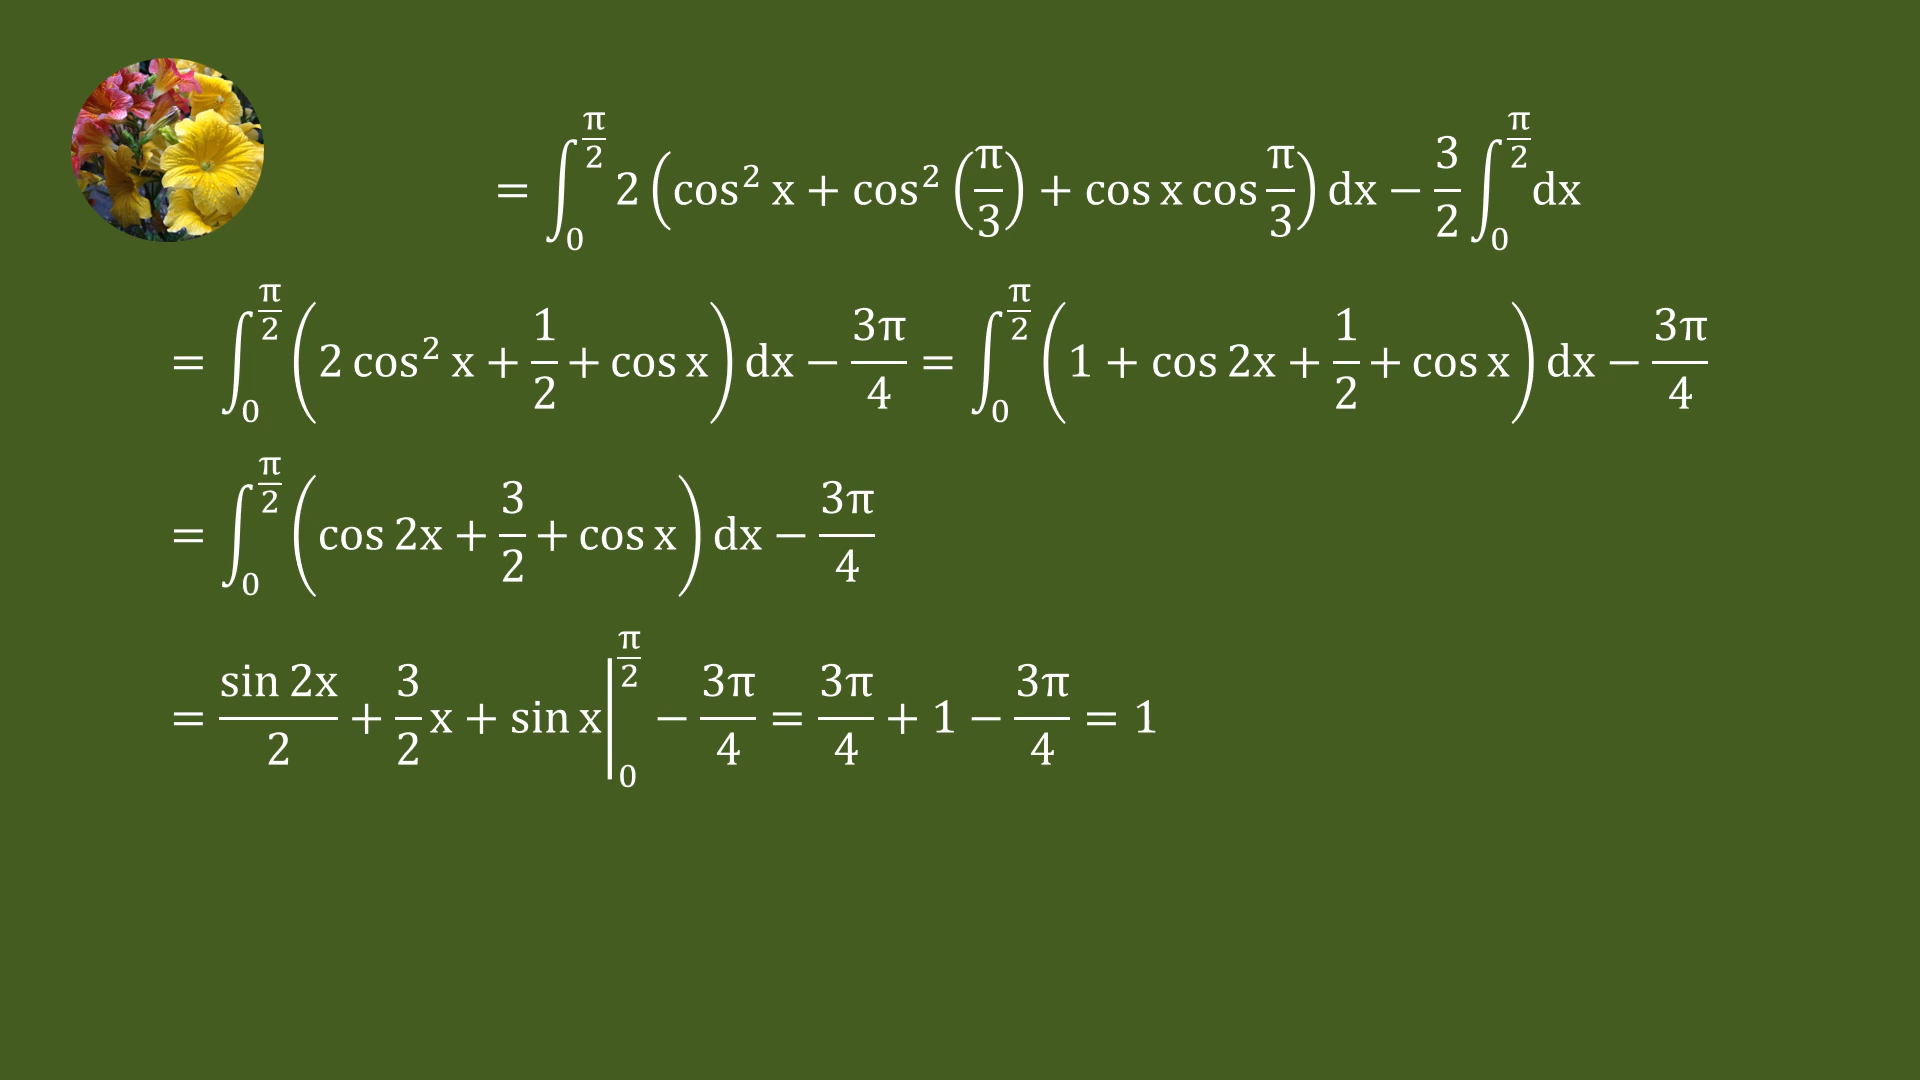 = ∫₀^(π/2) 2 (cos² x + cos² (π/3) + cos x cos π/3) dx − 3/2 ∫₀^(π/2) dx
= ∫₀^(π/2) (2 cos² x + 1/2 + cos x) dx − 3π/4 = ∫₀^(π/2) (1 + cos 2x + 1/2 + cos x) dx − 3π/4
= ∫₀^(π/2) (cos 2x + 3/2 + cos x) dx − 3π/4
= sin 2x/2 + 3/2 x + sin x |₀^(π/2) − 3π/4 = 3π/4 + 1 − 3π/4 = 1